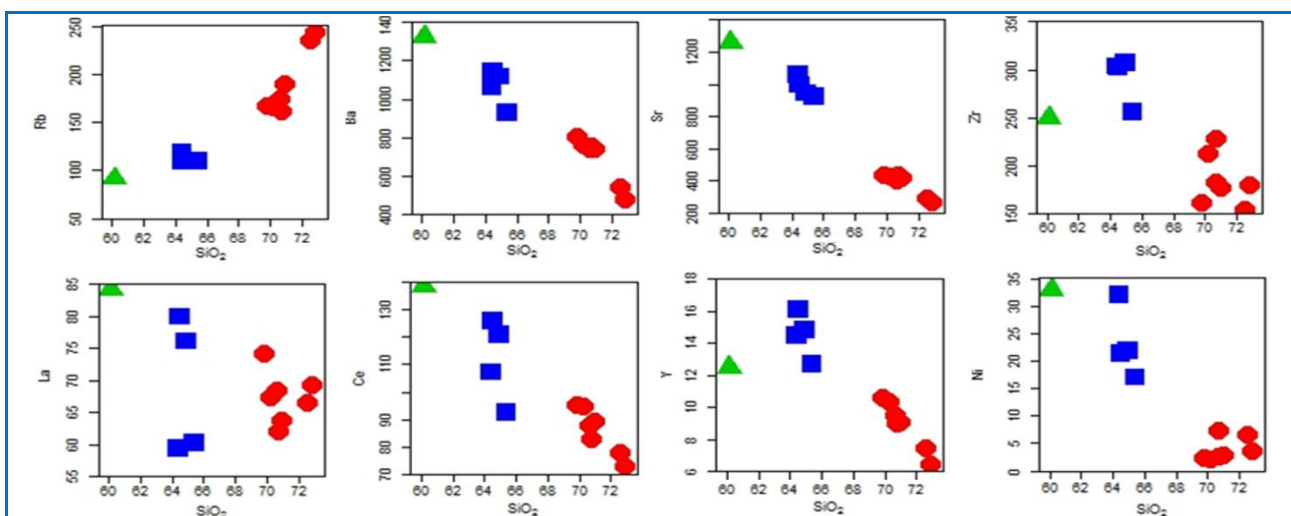 Rb
50 100 150 200 250
60 62 64 66 68 70 72
SiO₂
Ba
400 600 800 1000 1200 140
60 62 64 66 68 70 72
SiO₂
Sr
200 400 600 800 1200
60 62 64 66 68 70 72
SiO₂
Zr
150 200 250 300 350
60 62 64 66 68 70 72
SiO₂
La
55 60 65 70 75 80 85
60 62 64 66 68 70 72
SiO₂
Ce
70 80 90 110 130
60 62 64 66 68 70 72
SiO₂
Y
6 8 10 12 14 16 18
60 62 64 66 68 70 72
SiO₂
Ni
0 5 10 15 20 25 30 35
60 62 64 66 68 70 72
SiO₂